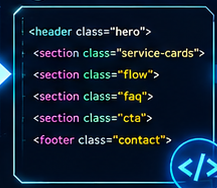 <header class="hero">
<section class="service-cards">
<section class="flow">
<section class="faq">
<section class="cta">
<footer class="contact">
</>